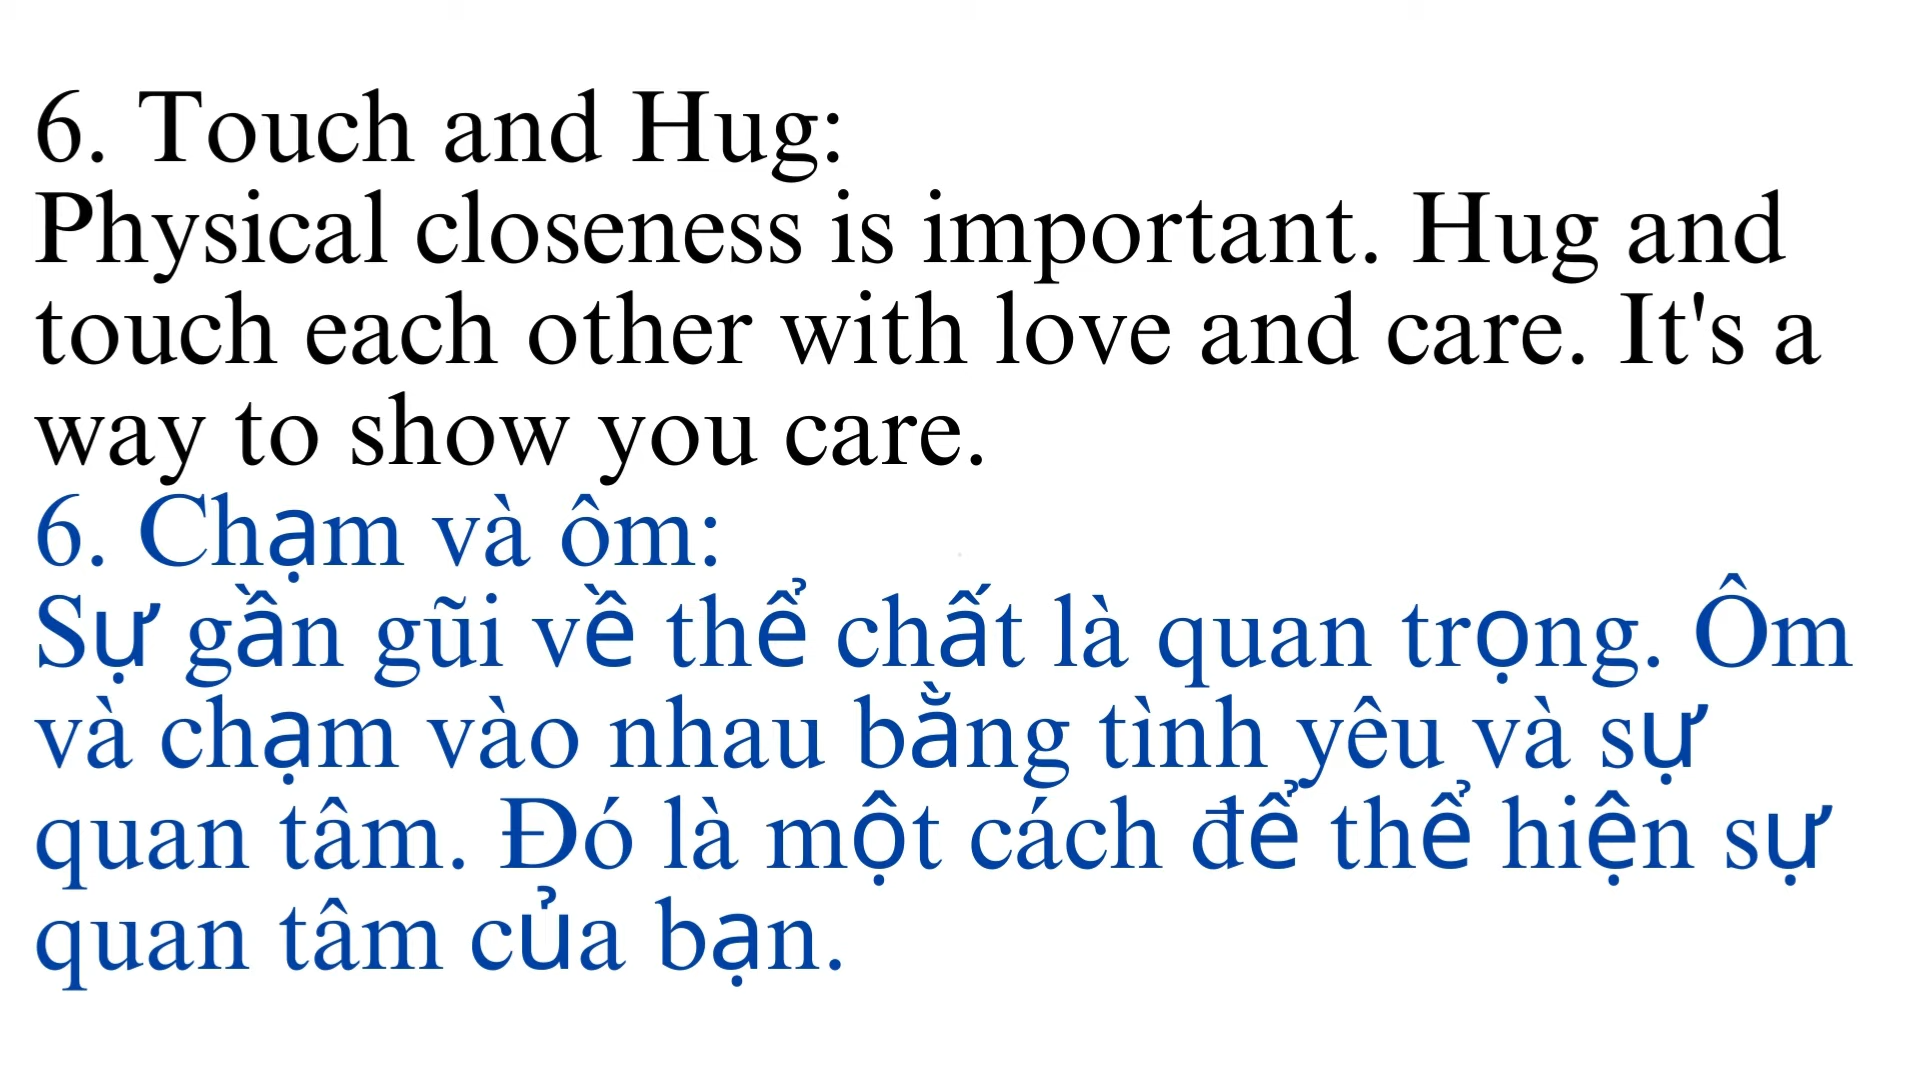 6. Touch and Hug:
Physical closeness is important. Hug and
touch each other with love and care. It's a
way to show you care.
6. Chạm và ôm:
Sự gần gũi về thể chất là quan trọng. Ôm
và chạm vào nhau bằng tình yêu và sự
quan tâm. Đó là một cách để thể hiện sự
quan tâm của bạn.